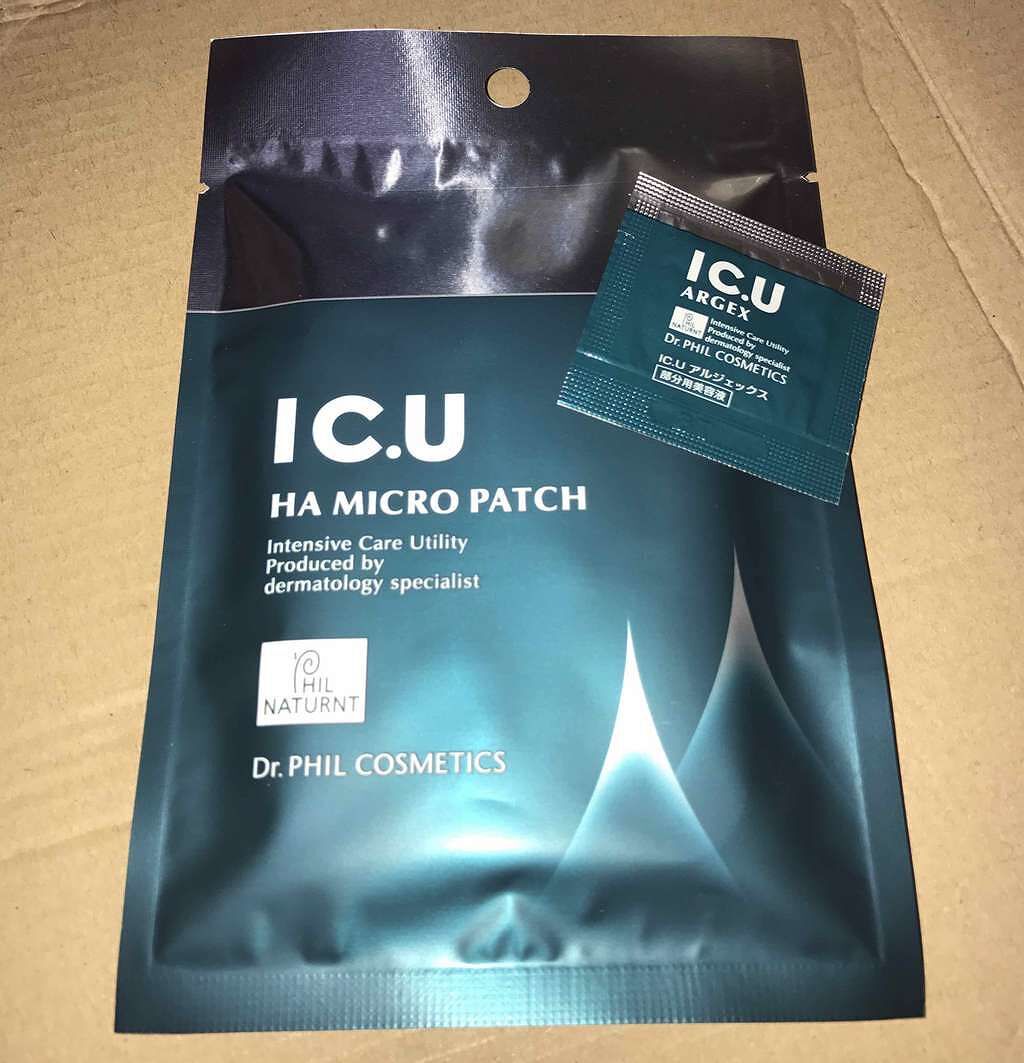 IC.U
HA MICRO PATCH
Intensive Care Utility
Produced by
dermatology specialist
PHIL
NATURNT
Dr. PHIL COSMETICS
IC.U
ARGEX
PHIL
NATURNT
Intensive Care Utility
Produced by
dermatology specialist
Dr. PHIL COSMETICS
IC.U アルジェックス
部分用美容液